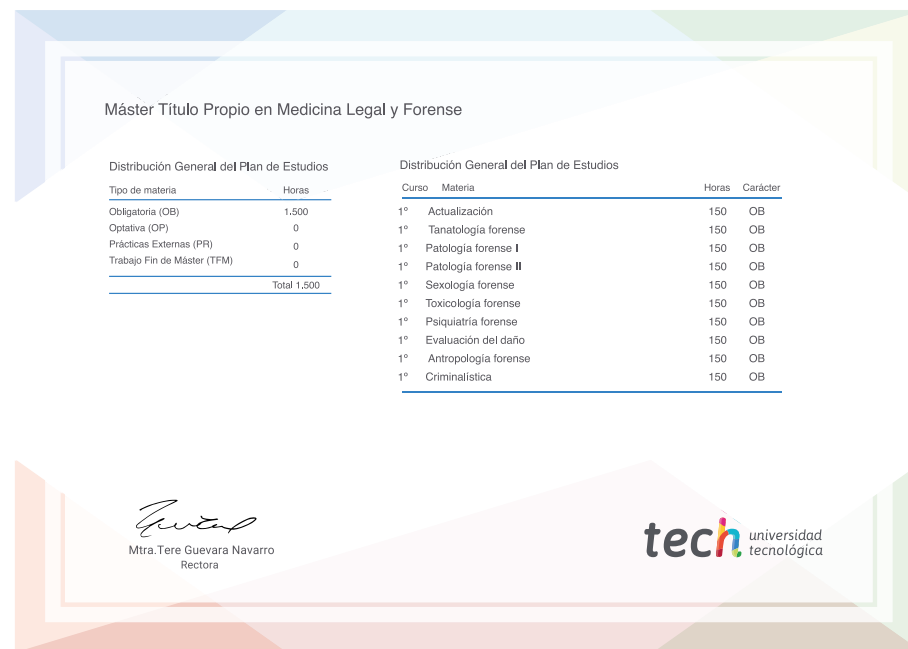 Máster Título Propio en Medicina Legal y Forense
Distribución General del Plan de Estudios
Tipo de materia Horas
Obligatoria (OB) 1.500
Optativa (OP) 0
Prácticas Externas (PR) 0
Trabajo Fin de Máster (TFM) 0
Total 1.500
Distribución General del Plan de Estudios
Curso Materia Horas Carácter
1º Actualización 150 OB
1º Tanatología forense 150 OB
1º Patología forense I 150 OB
1º Patología forense II 150 OB
1º Sexología forense 150 OB
1º Toxicología forense 150 OB
1º Psiquiatría forense 150 OB
1º Evaluación del daño 150 OB
1º Antropología forense 150 OB
1º Criminalística 150 OB
Mtra.Tere Guevara Navarro
Rectora
tech universidad
tecnológica